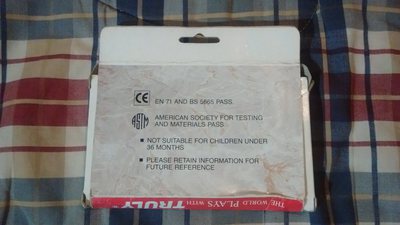 CE EN 71 AND BS 5665 PASS.
ASTM AMERICAN SOCIETY FOR TESTING
AND MATERIALS PASS
■ NOT SUITABLE FOR CHILDREN UNDER
36 MONTHS
■ PLEASE RETAIN INFORMATION FOR
FUTURE REFERENCE
THE WORLD PLAYS WITH TRULY